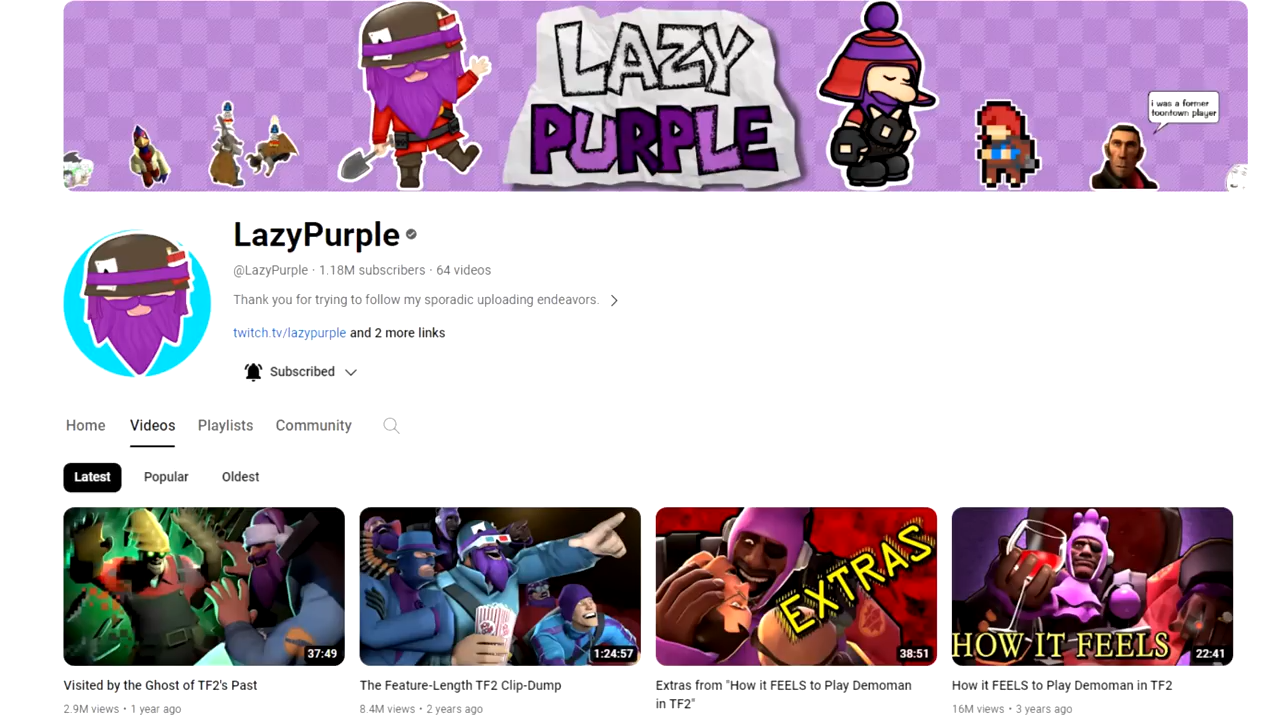 LAZY
PURPLE
i was a former
toontown player
LazyPurple
@LazyPurple · 1.18M subscribers · 64 videos
Thank you for trying to follow my sporadic uploading endeavors.
twitch.tv/lazypurple and 2 more links
Subscribed
Home Videos Playlists Community
Latest Popular Oldest
37:49
1:24:57
EXTRAS
38:51
HOW IT FEELS
22:41
Visited by the Ghost of TF2's Past
2.9M views • 1 year ago
The Feature-Length TF2 Clip-Dump
8.4M views • 2 years ago
Extras from "How it FEELS to Play Demoman
in TF2"
How it FEELS to Play Demoman in TF2
16M views • 3 years ago